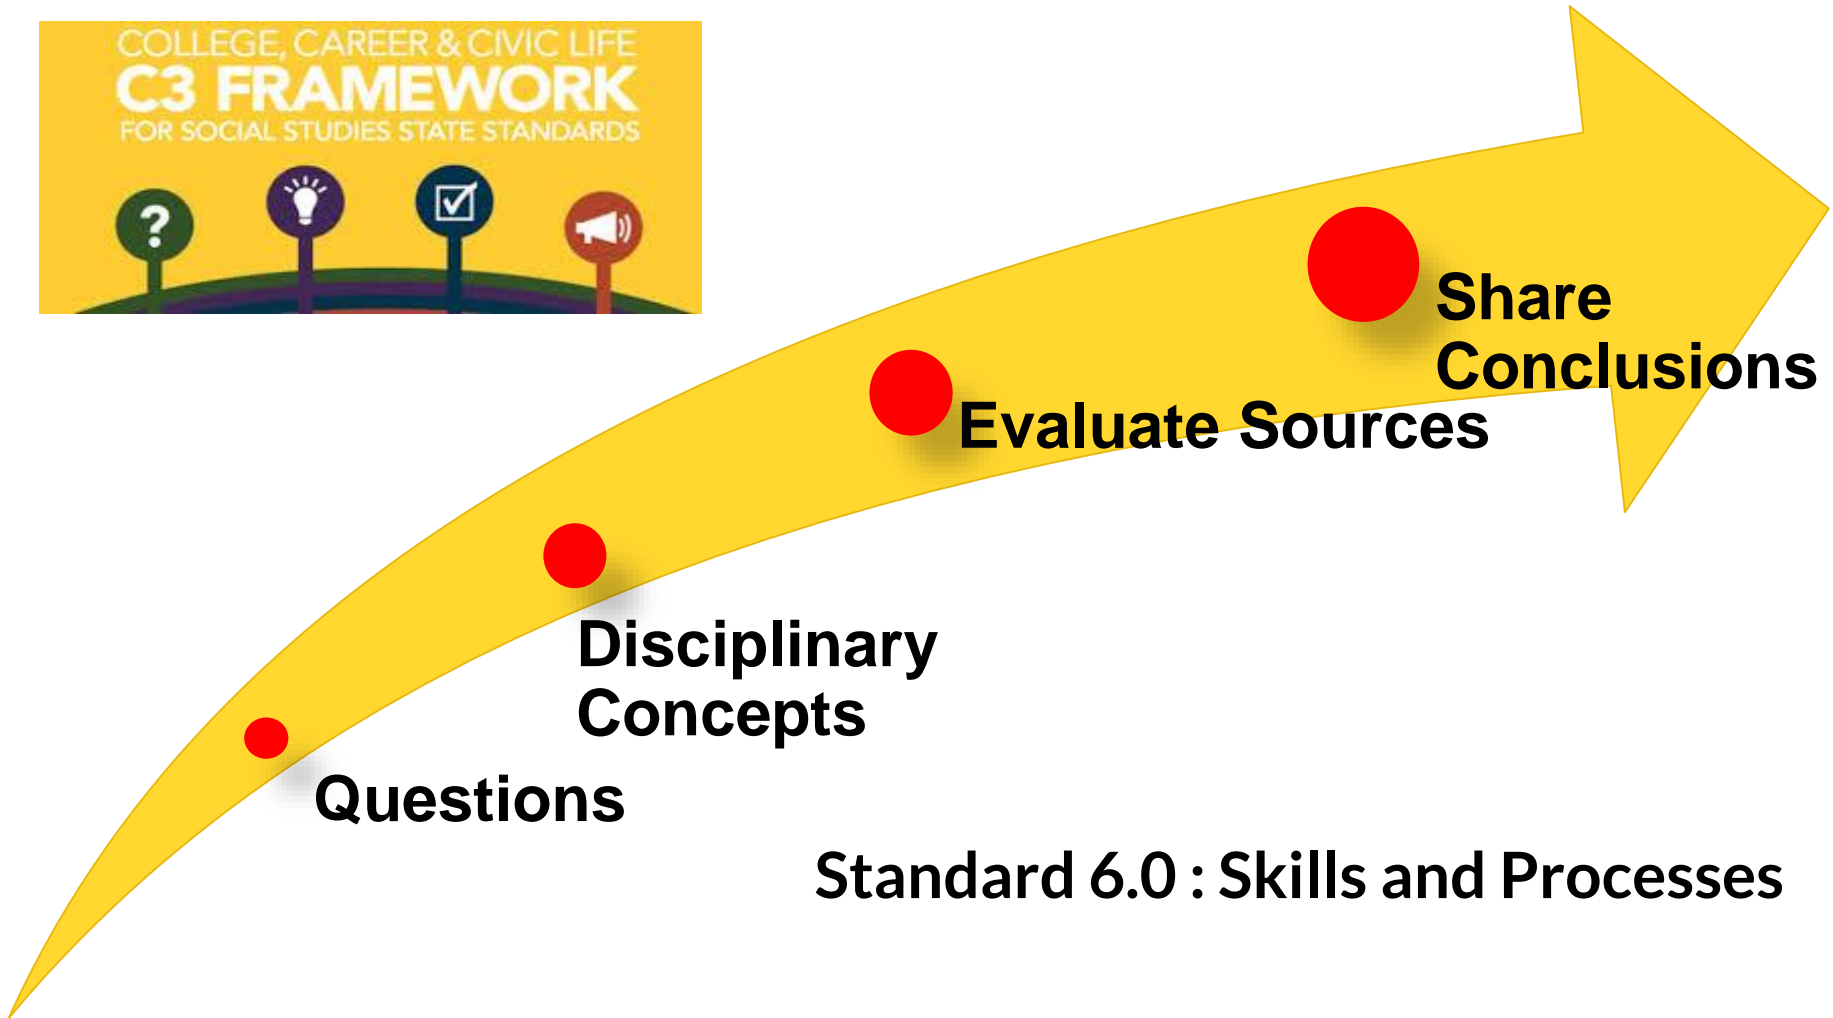 COLLEGE, CAREER & CIVIC LIFE
C3 FRAMEWORK
FOR SOCIAL STUDIES STATE STANDARDS
?
Share
Conclusions
Evaluate Sources
Disciplinary
Concepts
Questions
Standard 6.0 : Skills and Processes